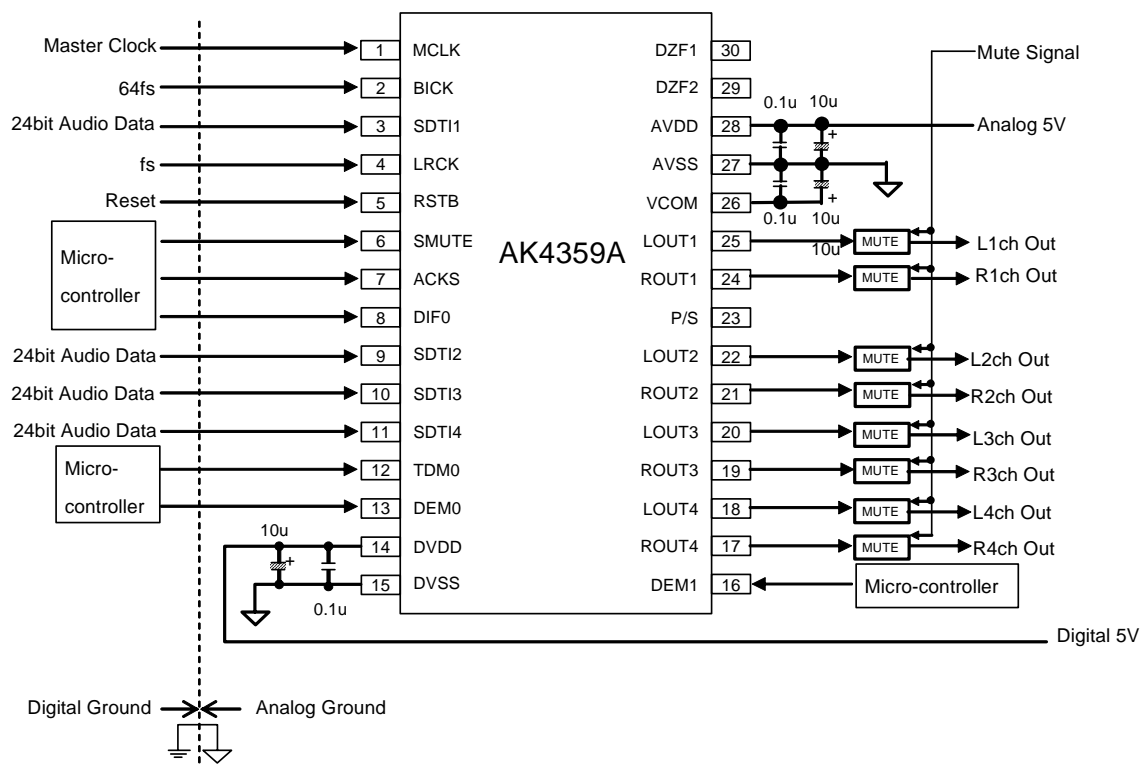 Master Clock
64fs
24bit Audio Data
fs
Reset
Micro-
controller
24bit Audio Data
24bit Audio Data
24bit Audio Data
Micro-
controller
1 MCLK
2 BICK
3 SDTI1
4 LRCK
5 RSTB
6 SMUTE
7 ACKS
8 DIF0
9 SDTI2
10 SDTI3
11 SDTI4
12 TDM0
13 DEM0
14 DVDD
15 DVSS
10u
+
0.1u
AK4359A
DZF1 30
DZF2 29
AVDD 28
AVSS 27
VCOM 26
LOUT1 25
ROUT1 24
P/S 23
LOUT2 22
ROUT2 21
LOUT3 20
ROUT3 19
LOUT4 18
ROUT4 17
DEM1 16
0.1u 10u
+
+
0.1u 10u
10u
Mute Signal
Analog 5V
MUTE L1ch Out
MUTE R1ch Out
MUTE L2ch Out
MUTE R2ch Out
MUTE L3ch Out
MUTE R3ch Out
MUTE L4ch Out
MUTE R4ch Out
Micro-controller
Digital 5V
Digital Ground Analog Ground